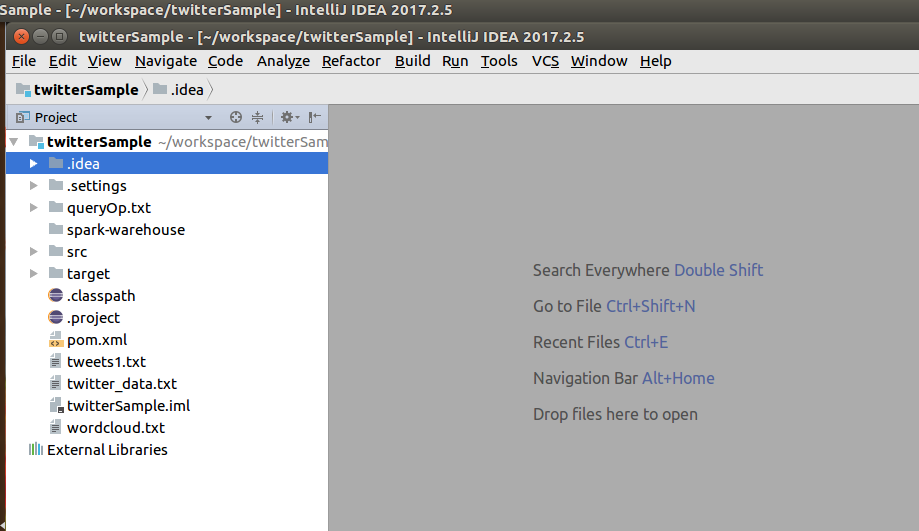 Sample - [~/workspace/twitterSample] - IntelliJ IDEA 2017.2.5
twitterSample - [~/workspace/twitterSample] - IntelliJ IDEA 2017.2.5
File Edit View Navigate Code Analyze Refactor Build Run Tools VCS Window Help
twitterSample .idea
Project
twitterSample ~/workspace/twitterSam
.idea
.settings
queryOp.txt
spark-warehouse
src
target
.classpath
.project
pom.xml
tweets1.txt
twitter_data.txt
twitterSample.iml
wordcloud.txt
External Libraries
Search Everywhere Double Shift
Go to File Ctrl+Shift+N
Recent Files Ctrl+E
Navigation Bar Alt+Home
Drop files here to open